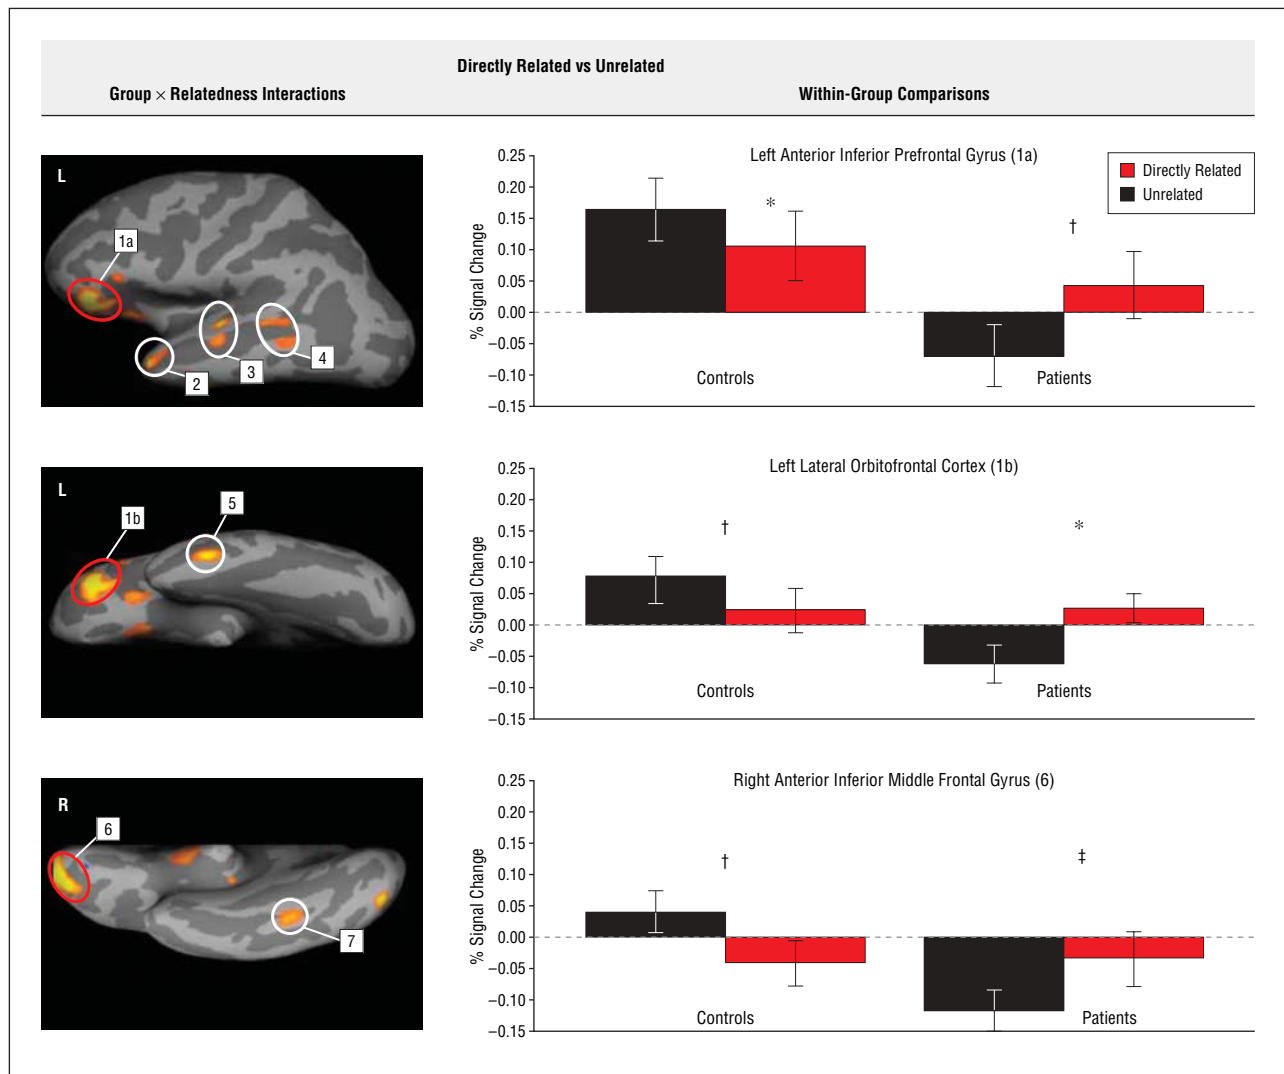 Directly Related vs Unrelated
Group × Relatedness Interactions
Within-Group Comparisons
L
1a
2
3
4
Left Anterior Inferior Prefrontal Gyrus (1a)
Directly Related
Unrelated
% Signal Change
0.25
0.20
0.15
0.10
0.05
0.00
−0.05
−0.10
−0.15
*
†
Controls
Patients
L
1b
5
Left Lateral Orbitofrontal Cortex (1b)
% Signal Change
0.25
0.20
0.15
0.10
0.05
0.00
−0.05
−0.10
−0.15
†
*
Controls
Patients
R
6
7
Right Anterior Inferior Middle Frontal Gyrus (6)
% Signal Change
0.25
0.20
0.15
0.10
0.05
0.00
−0.05
−0.10
−0.15
†
‡
Controls
Patients